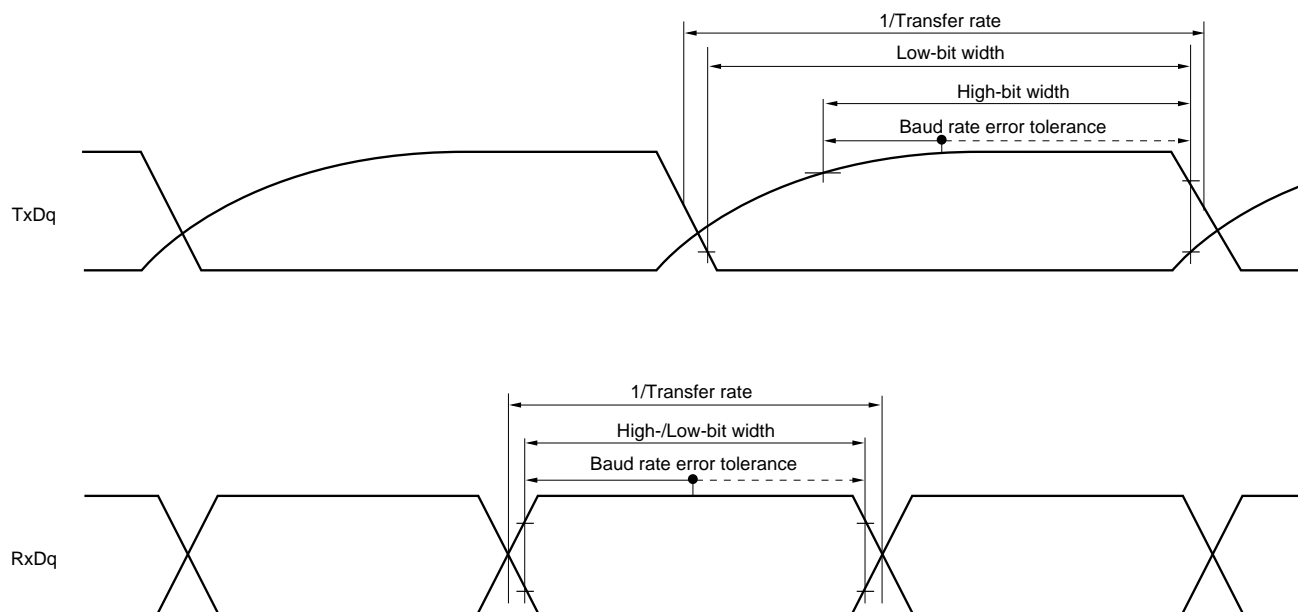 1/Transfer rate
Low-bit width
High-bit width
Baud rate error tolerance
TxDq
1/Transfer rate
High-/Low-bit width
Baud rate error tolerance
RxDq